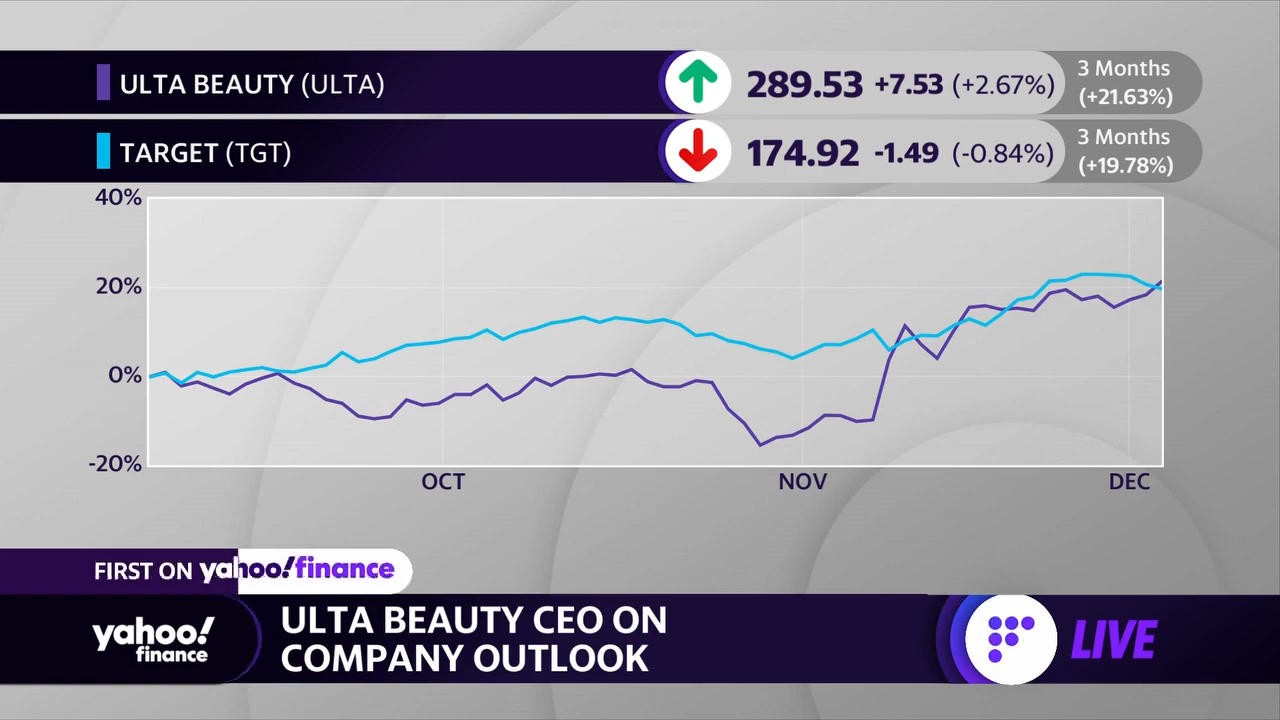 ULTA BEAUTY (ULTA)
289.53 +7.53 (+2.67%)
3 Months
(+21.63%)
TARGET (TGT)
174.92 -1.49 (-0.84%)
3 Months
(+19.78%)
40%
20%
0%
-20%
OCT NOV DEC
FIRST ON yahoo!finance
yahoo!
finance
ULTA BEAUTY CEO ON
COMPANY OUTLOOK
LIVE